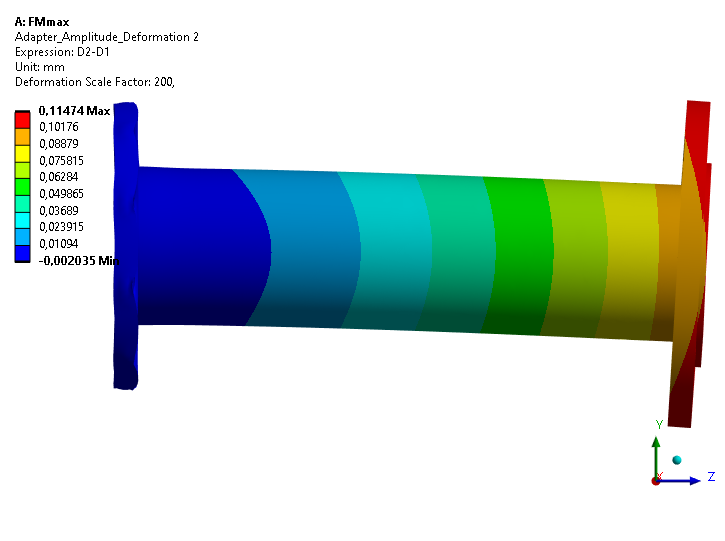 A: FMmax
Adapter_Amplitude_Deformation 2
Expression: D2-D1
Unit: mm
Deformation Scale Factor: 200,
0,11474 Max
0,10176
0,08879
0,075815
0,06284
0,049865
0,03689
0,023915
0,01094
-0,002035 Min
Y
X
Z